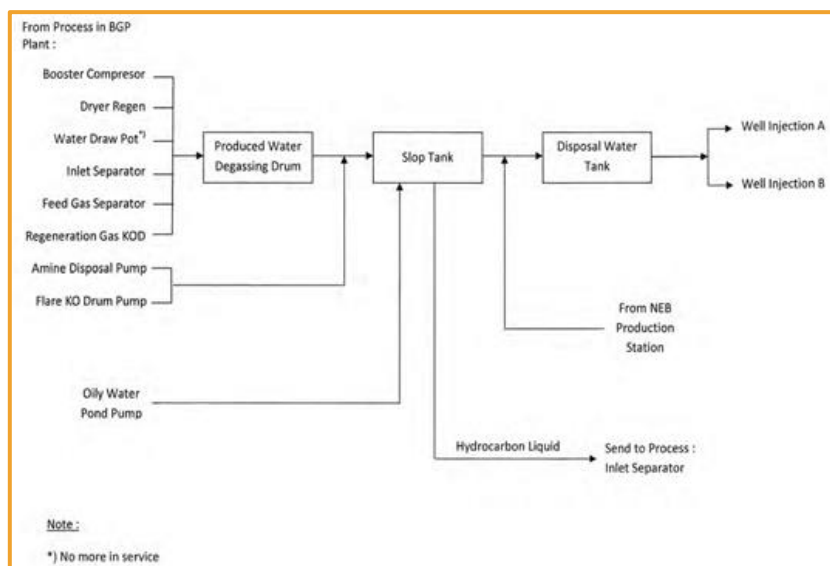 From Process in BGP
Plant :
Booster Compresor
Dryer Regen
Water Draw Pot*)
Inlet Separator
Feed Gas Separator
Regeneration Gas KOD
Amine Disposal Pump
Flare KO Drum Pump
Produced Water
Degassing Drum
Slop Tank
Disposal Water
Tank
Well Injection A
Well Injection B
From NEB
Production
Station
Oily Water
Pond Pump
Hydrocarbon Liquid
Send to Process :
Inlet Separator
Note :
*) No more in service